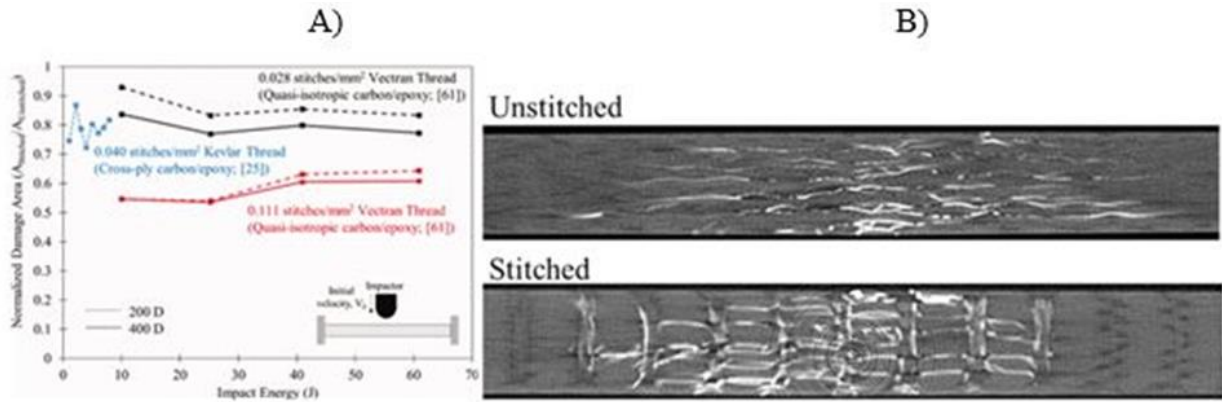 A)
B)
Normalized Damage Area (A_Stitched/A_Unstitched)
1
0.9
0.8
0.7
0.6
0.5
0.4
0.3
0.2
0.1
0
0.028 stitches/mm² Vectran Thread
(Quasi-isotropic carbon/epoxy; [61])
0.040 stitches/mm² Kevlar Thread
(Cross-ply carbon/epoxy; [25])
0.111 stitches/mm² Vectran Thread
(Quasi-isotropic carbon/epoxy; [61])
Initial
velocity,
Impactor
200 D
400 D
0 10 20 30 40 50 60 70
Impact Energy (J)
Unstitched
Stitched